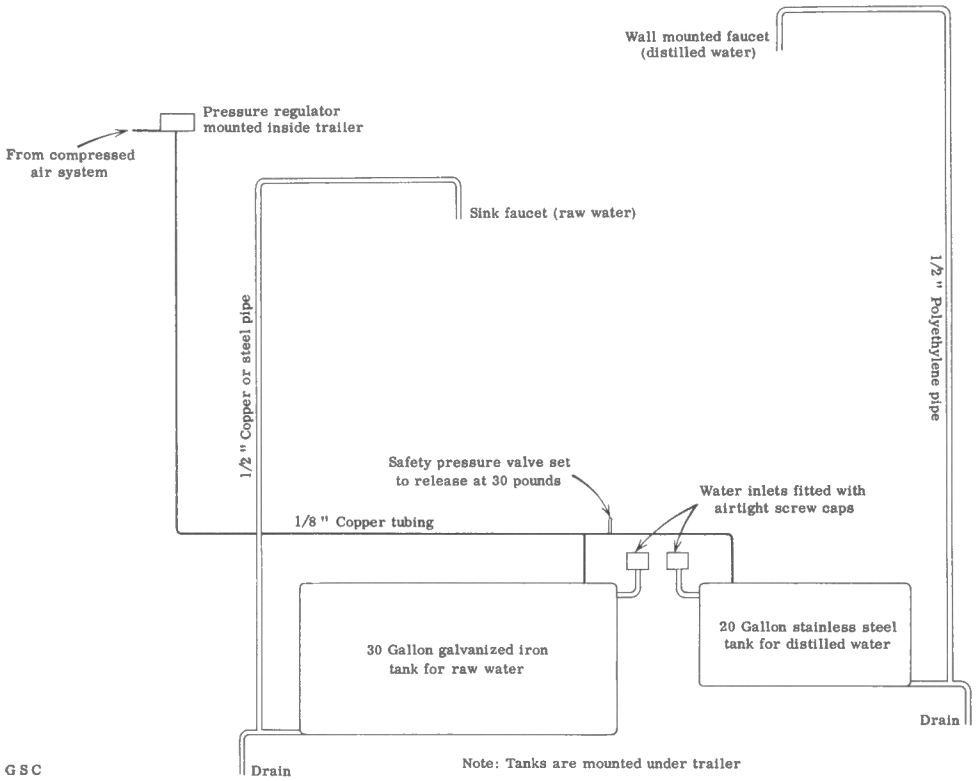 Wall mounted faucet
(distilled water)
Pressure regulator
mounted inside trailer
From compressed
air system
Sink faucet (raw water)
1/2" Copper or steel pipe
1/2" Polyethylene pipe
Safety pressure valve set
to release at 30 pounds
Water inlets fitted with
airtight screw caps
1/8" Copper tubing
30 Gallon galvanized iron
tank for raw water
20 Gallon stainless steel
tank for distilled water
Drain
Drain
Note: Tanks are mounted under trailer
GSC